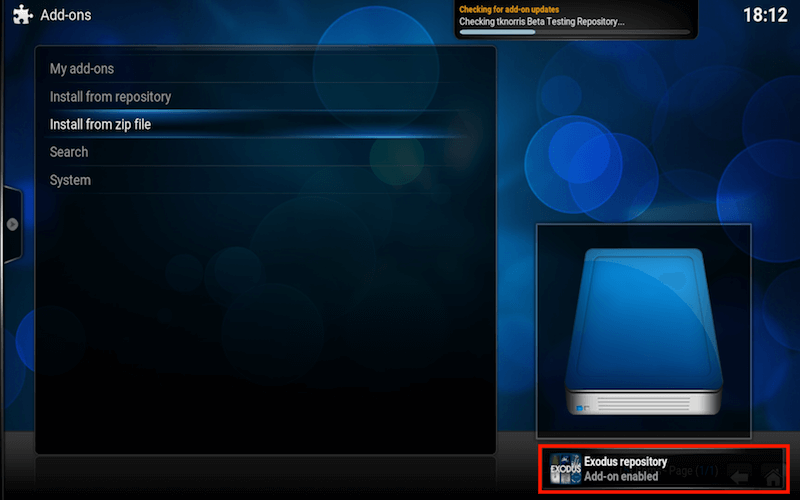 Add-ons
Checking for add-on updates
Checking tknorris Beta Testing Repository...
18:12
My add-ons
Install from repository
Install from zip file
Search
System
EXODUS
Exodus repository
Add-on enabled
Page (1/1)